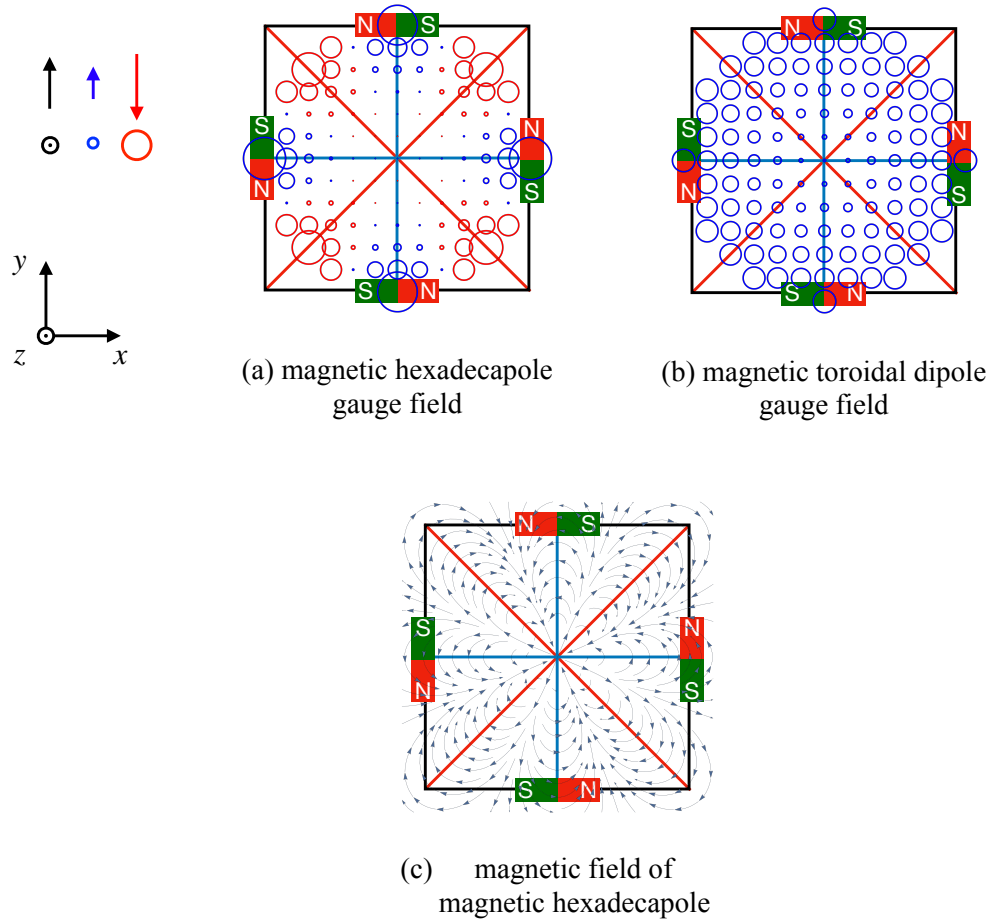 N S
S
N
N
S
S N
N S
S
N
N
S
S N
y
z x
(a) magnetic hexadecapole
gauge field
(b) magnetic toroidal dipole
gauge field
N S
S
N
N
S
S N
(c) magnetic field of
magnetic hexadecapole